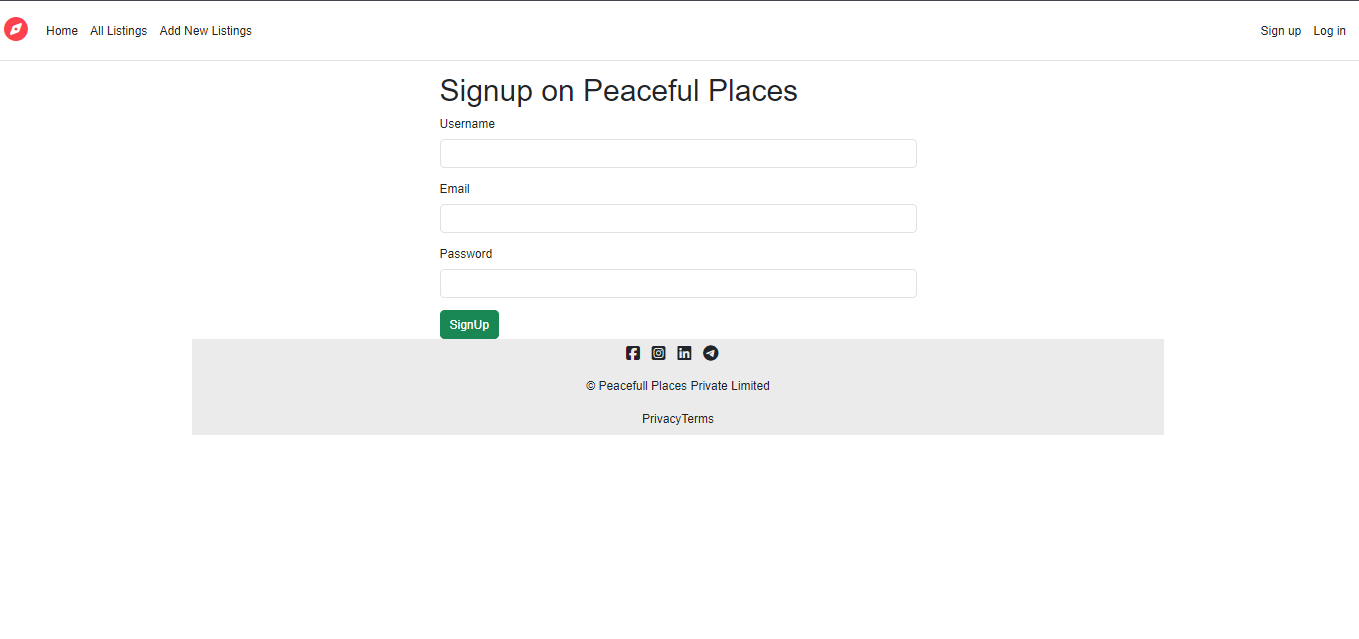 Home All Listings Add New Listings Sign up Log in
Signup on Peaceful Places
Username
Email
Password
SignUp
© Peacefull Places Private Limited
PrivacyTerms